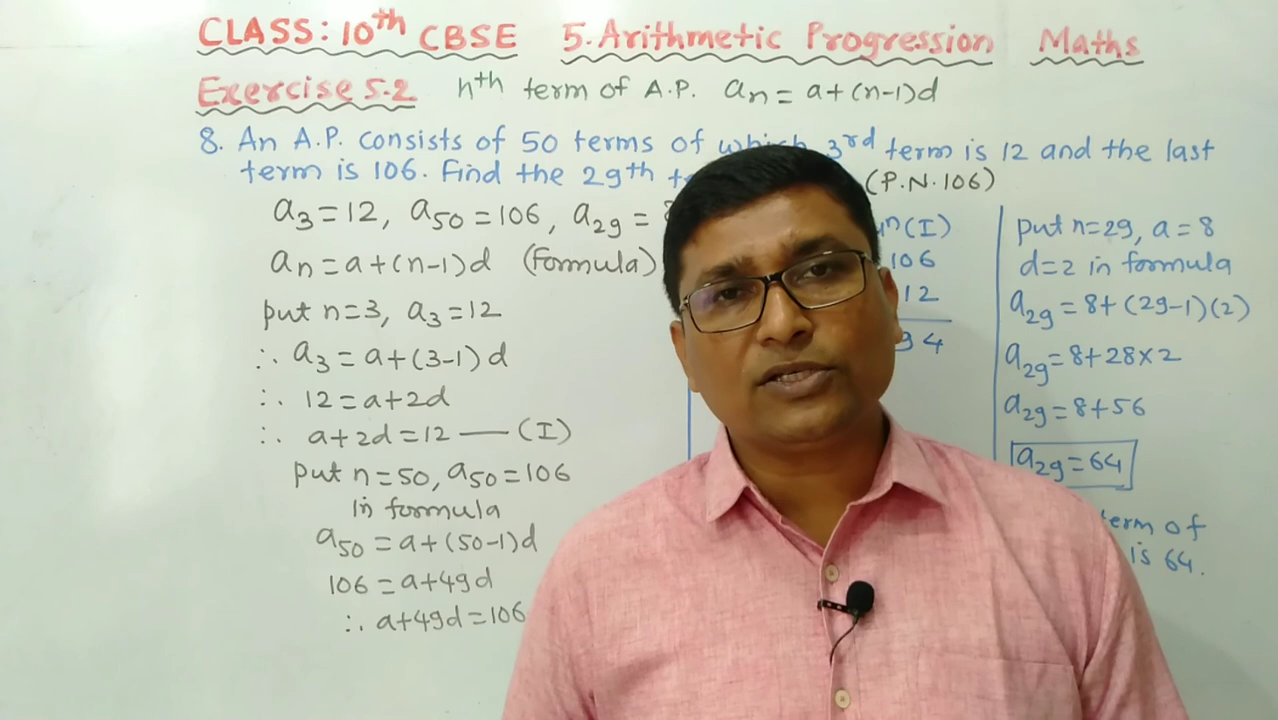 CLASS: 10th CBSE 5. Arithmetic Progression Maths
Exercise 5.2 nth term of A.P. an = a+(n-1)d
8. An A.P. consists of 50 terms of which 3rd term is 12 and the last
term is 106. Find the 29th (P.N.106)
a3 = 12, a50 = 106, a29 =
an = a+(n-1)d (formula)
put n=3, a3 = 12
∴ a3 = a+(3-1)d
∴ 12 = a+2d
∴ a+2d = 12 — (I)
put n=50, a50 = 106
in formula
a50 = a+(50-1)d
106 = a+49d
∴ a+49d = 106
(I)
106
12
94
put n=29, a = 8
d=2 in formula
a29 = 8+(29-1)(2)
a29 = 8+28×2
a29 = 8+56
a29 = 64
of
is 64.